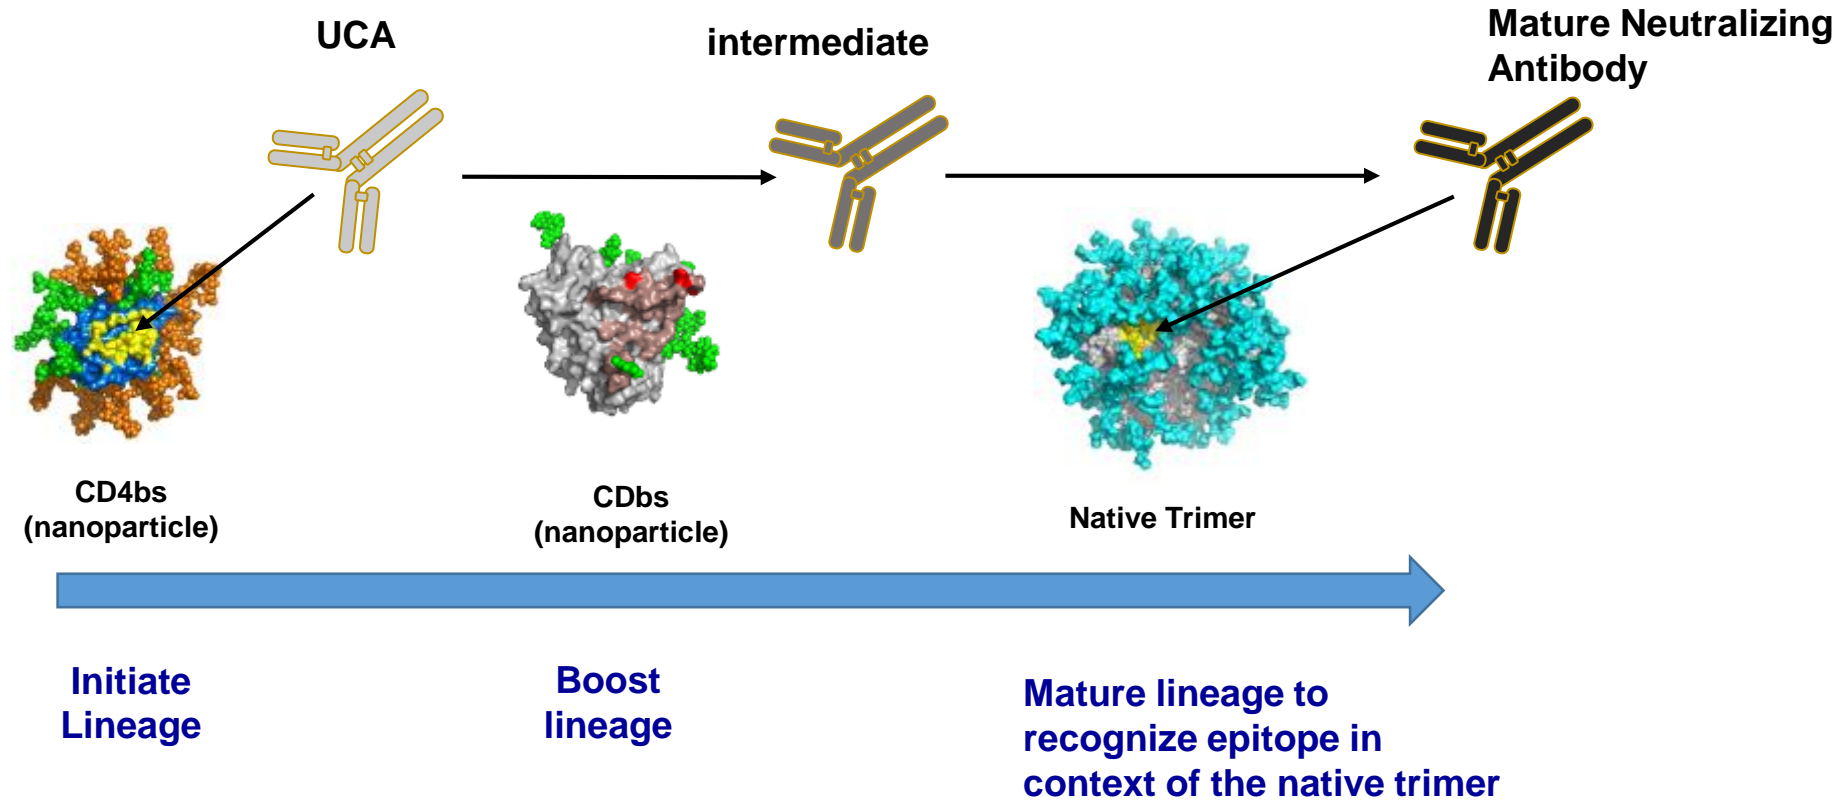 UCA
intermediate
Mature Neutralizing
Antibody
CD4bs
(nanoparticle)
CDbs
(nanoparticle)
Native Trimer
Initiate
Lineage
Boost
lineage
Mature lineage to
recognize epitope in
context of the native trimer